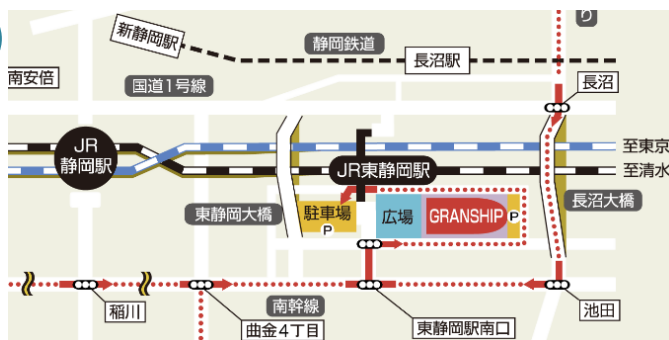 り
新静岡駅
静岡鉄道
長沼駅
南安倍
国道1号線
長沼
JR
静岡駅
至東京
JR東静岡駅
至清水
東静岡大橋
駐車場
P
広場
GRANSHIP
P
長沼大橋
南幹線
稲川
曲金4丁目
東静岡駅南口
池田